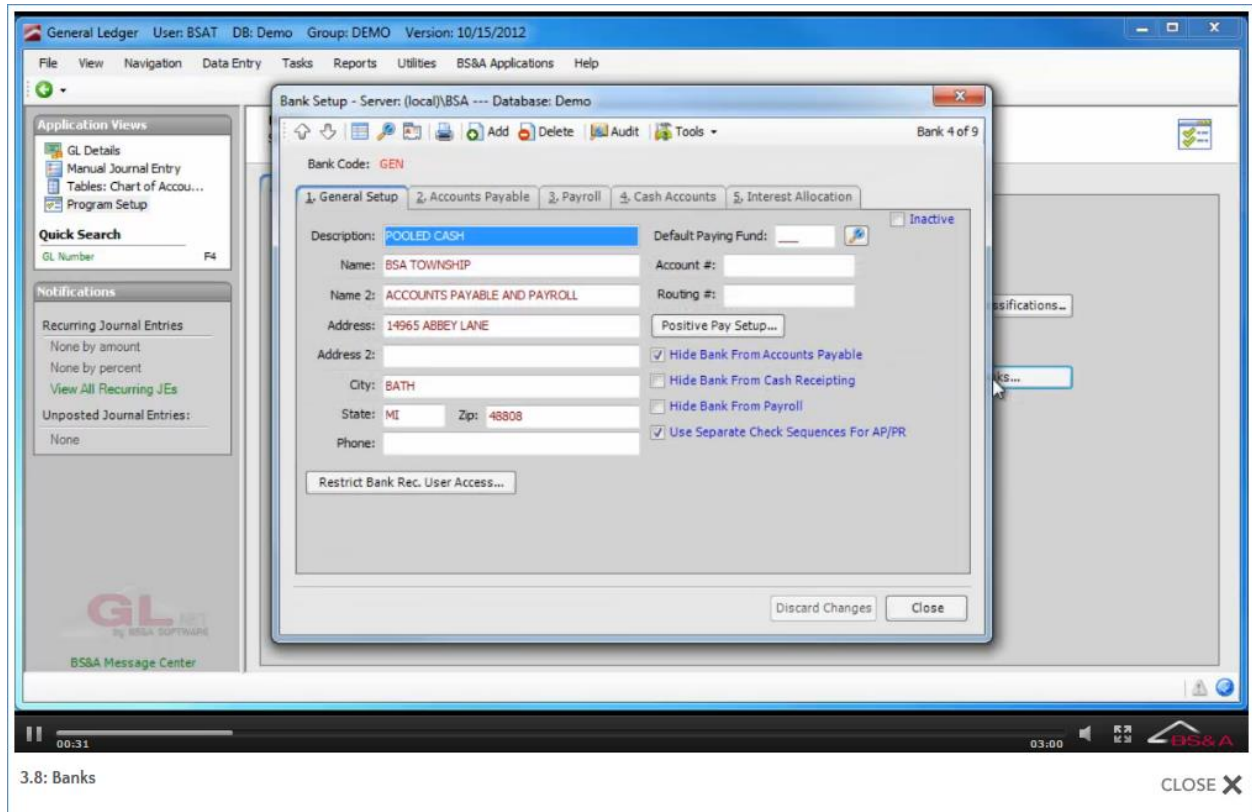 General Ledger User: BSAT DB: Demo Group: DEMO Version: 10/15/2012
File View Navigation Data Entry Tasks Reports Utilities BS&A Applications Help
Application Views
GL Details
Manual Journal Entry
Tables: Chart of Accou...
Program Setup
Quick Search
GL Number F4
Notifications
Recurring Journal Entries
None by amount
None by percent
View All Recurring JEs
Unposted Journal Entries:
None
GL.NET
by BS&A SOFTWARE
BS&A Message Center
Bank Setup - Server: (local)\BSA --- Database: Demo
Add Delete Audit Tools Bank 4 of 9
Bank Code: GEN
1. General Setup 2. Accounts Payable 3. Payroll 4. Cash Accounts 5. Interest Allocation
Inactive
Description: POOLED CASH Default Paying Fund: ___
Name: BSA TOWNSHIP Account #:
Name 2: ACCOUNTS PAYABLE AND PAYROLL Routing #:
Address: 14965 ABBEY LANE Positive Pay Setup...
Address 2: Hide Bank From Accounts Payable
City: BATH Hide Bank From Cash Receipting
State: MI Zip: 48808 Hide Bank From Payroll
Phone: Use Separate Check Sequences For AP/PR
Restrict Bank Rec. User Access...
Discard Changes Close
ssifications...
ks...
00:31 03:00 BS&A
3.8: Banks CLOSE